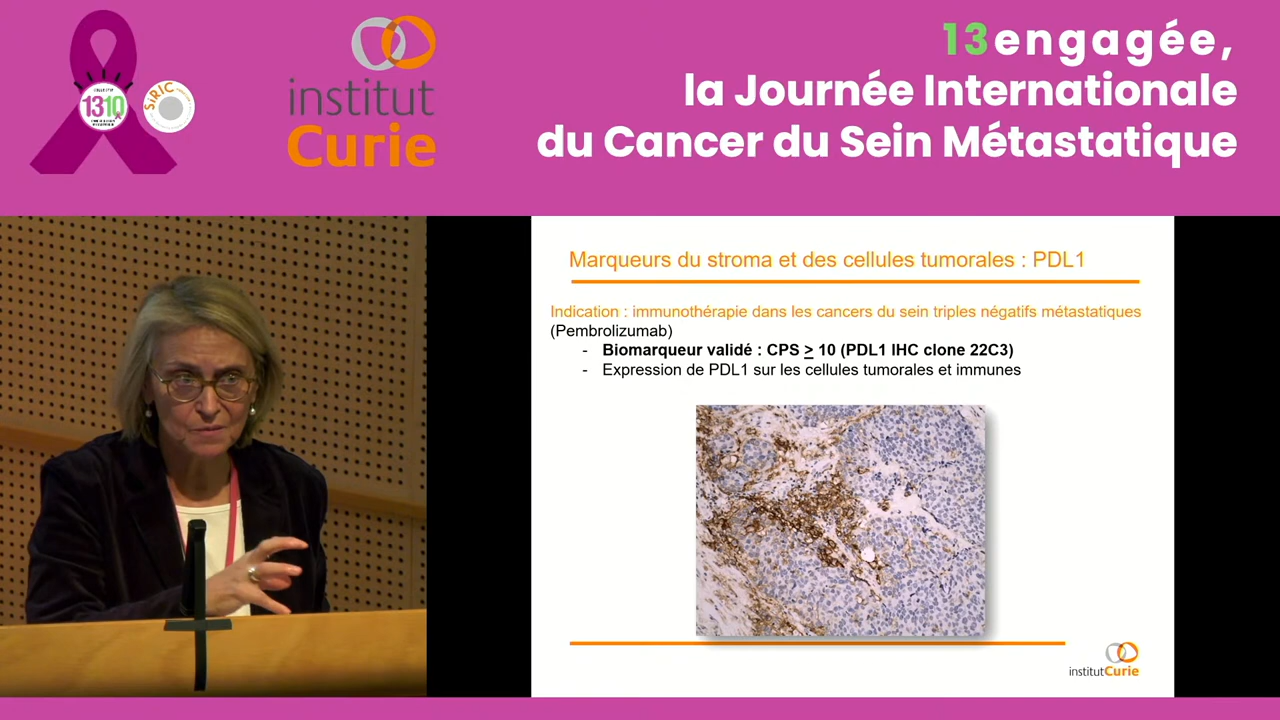 1310
SiRIC
institut
Curie
13engagée,
la Journée Internationale
du Cancer du Sein Métastatique
Marqueurs du stroma et des cellules tumorales : PDL1
Indication : immunothérapie dans les cancers du sein triples négatifs métastatiques
(Pembrolizumab)
- Biomarqueur validé : CPS ≥ 10 (PDL1 IHC clone 22C3)
- Expression de PDL1 sur les cellules tumorales et immunes
institutCurie